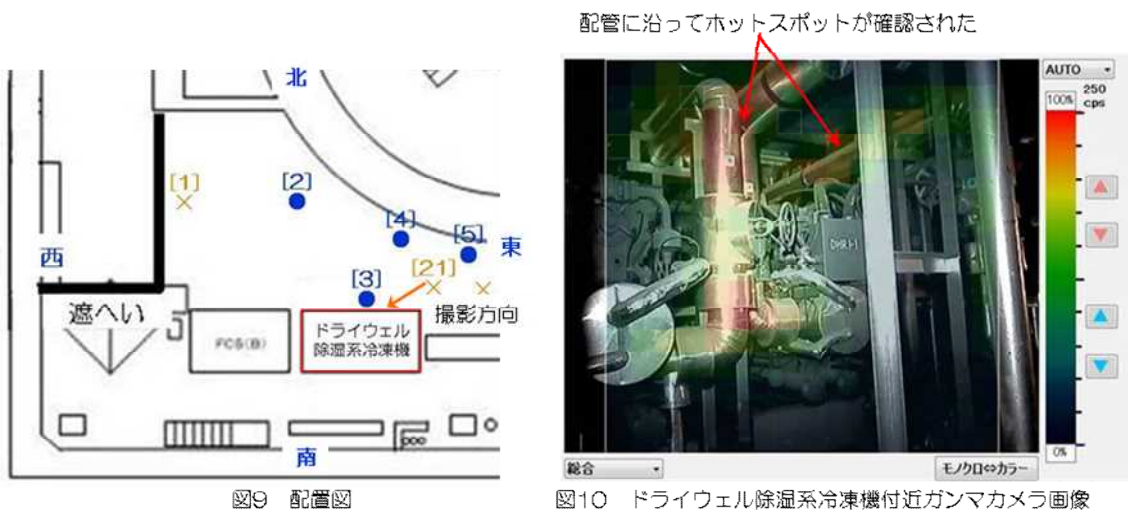 配管に沿ってホットスポットが確認された
北
[1]
[2]
[4]
[5]
東
西
[3]
[21]
遮へい
撮影方向
FCS(B)
ドライウェル
除湿系冷凍機
南
図9 配置図
AUTO
100%
250
cps
DHR1-1
0%
総合
モノクロ⇔カラー
図10 ドライウェル除湿系冷凍機付近ガンマカメラ画像